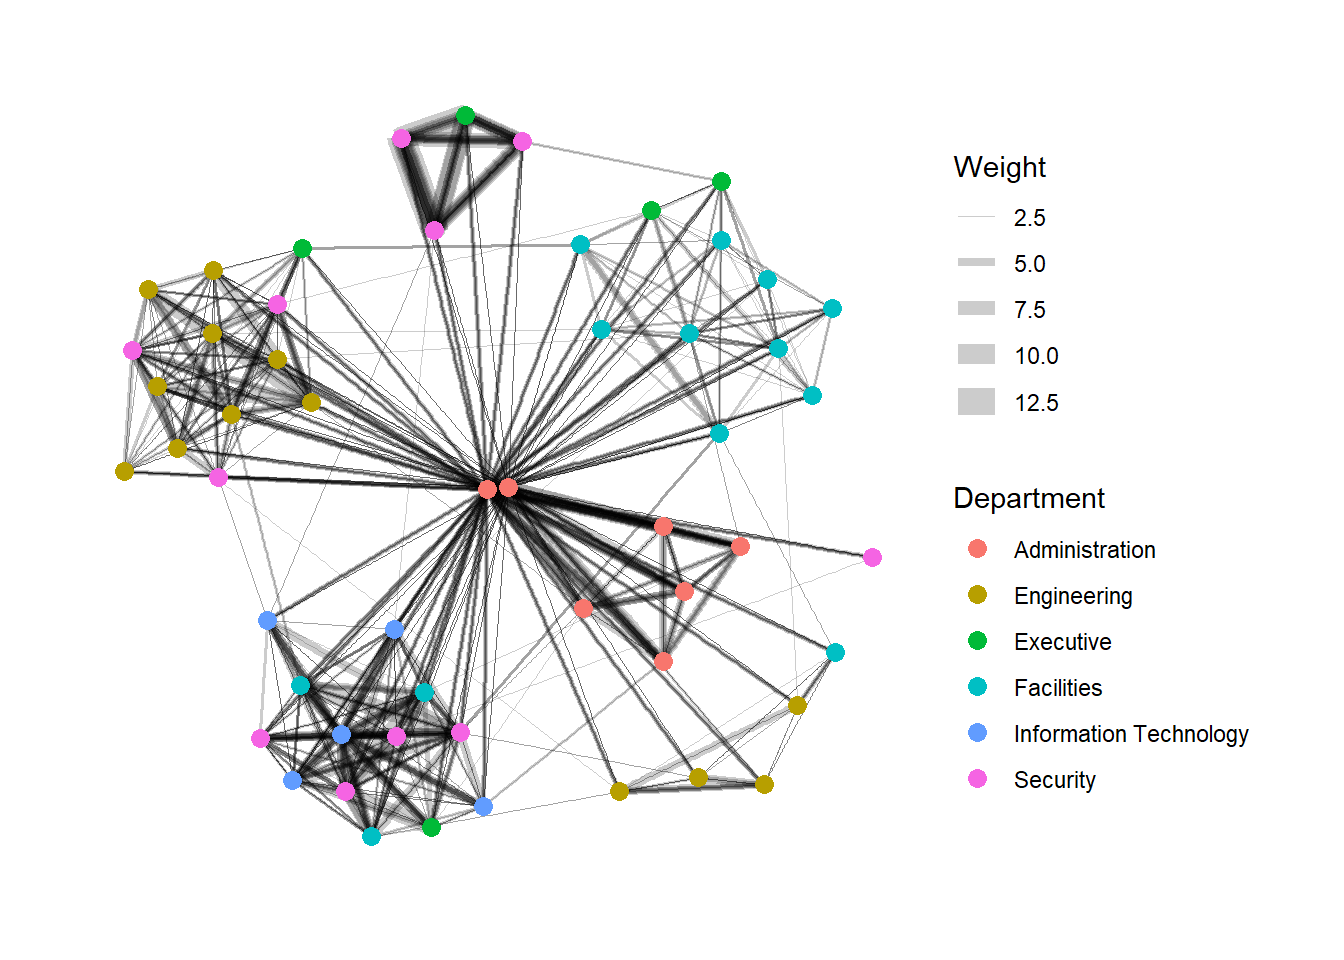 Weight
2.5
5.0
7.5
10.0
12.5
Department
Administration
Engineering
Executive
Facilities
Information Technology
Security